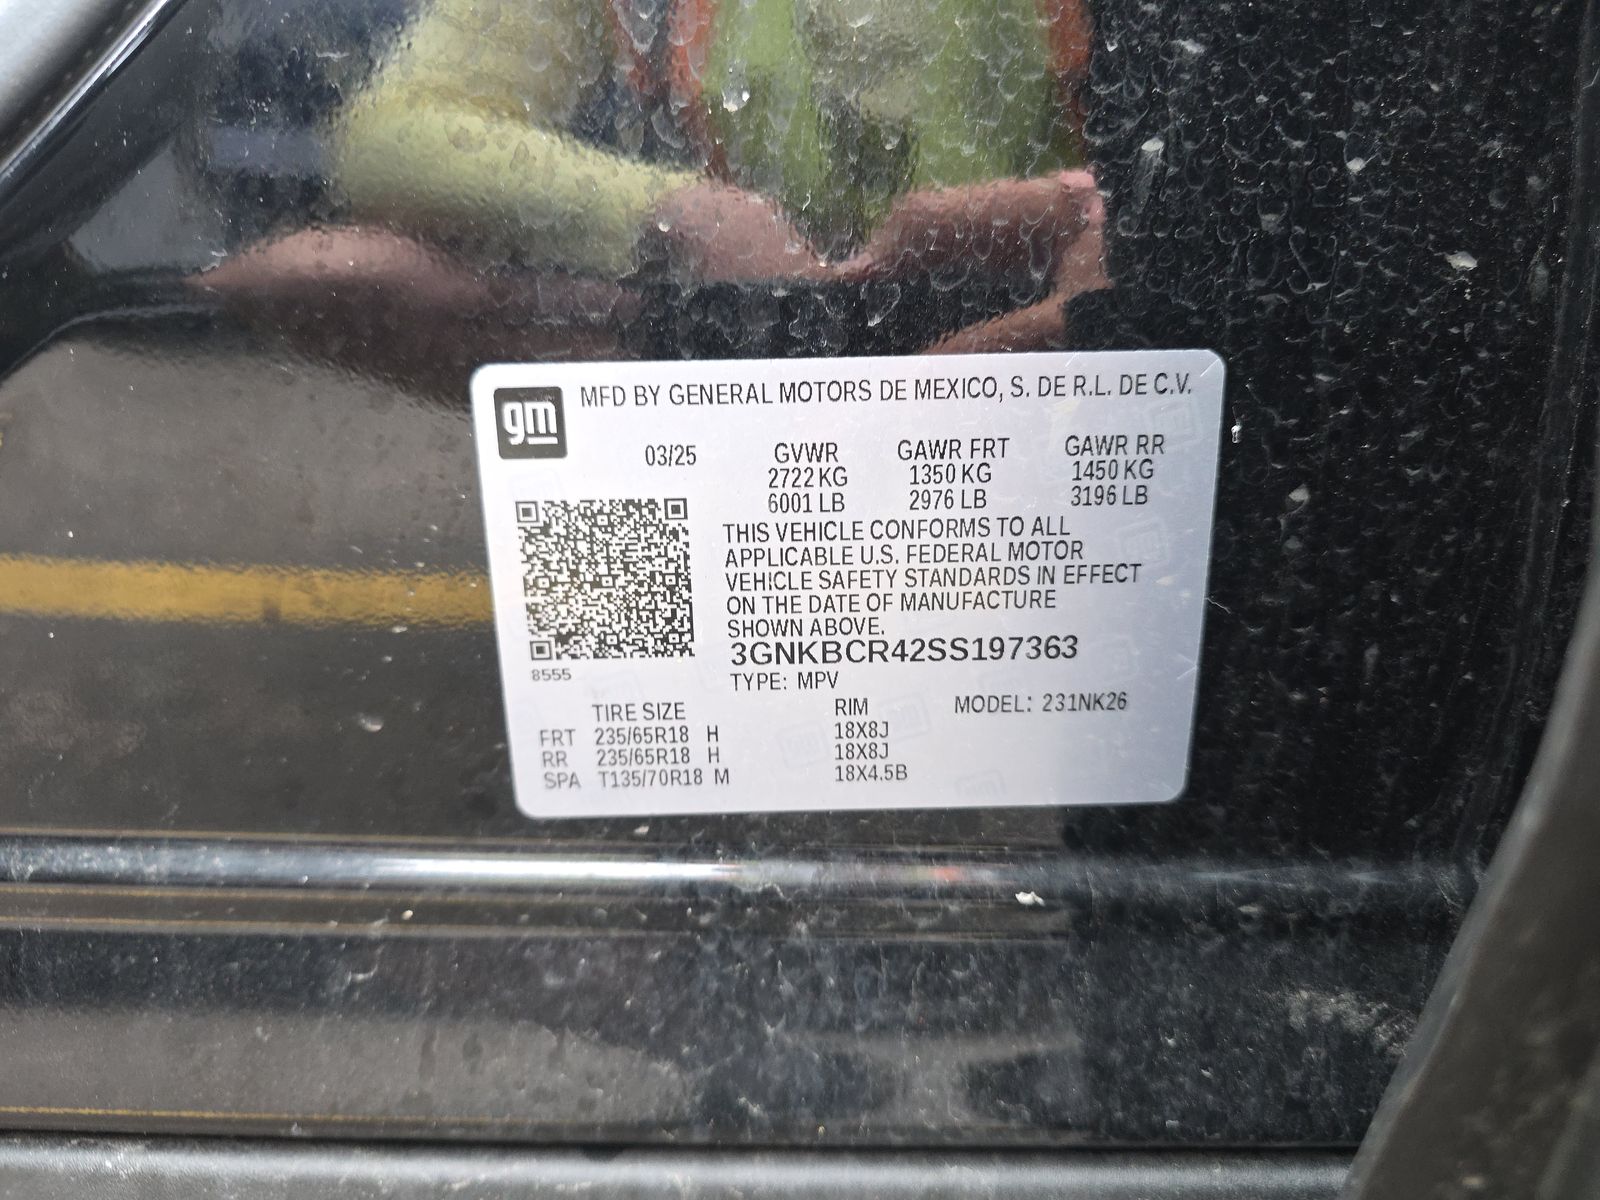 gm
MFD BY GENERAL MOTORS DE MEXICO, S. DE R.L. DE C.V.
03/25 GVWR GAWR FRT GAWR RR
2722 KG 1350 KG 1450 KG
6001 LB 2976 LB 3196 LB
THIS VEHICLE CONFORMS TO ALL
APPLICABLE U.S. FEDERAL MOTOR
VEHICLE SAFETY STANDARDS IN EFFECT
ON THE DATE OF MANUFACTURE
SHOWN ABOVE.
3GNKBCR42SS197363
8555
TYPE: MPV
TIRE SIZE RIM MODEL: 231NK26
FRT 235/65R18 H 18X8J
RR 235/65R18 H 18X8J
SPA T135/70R18 M 18X4.5B